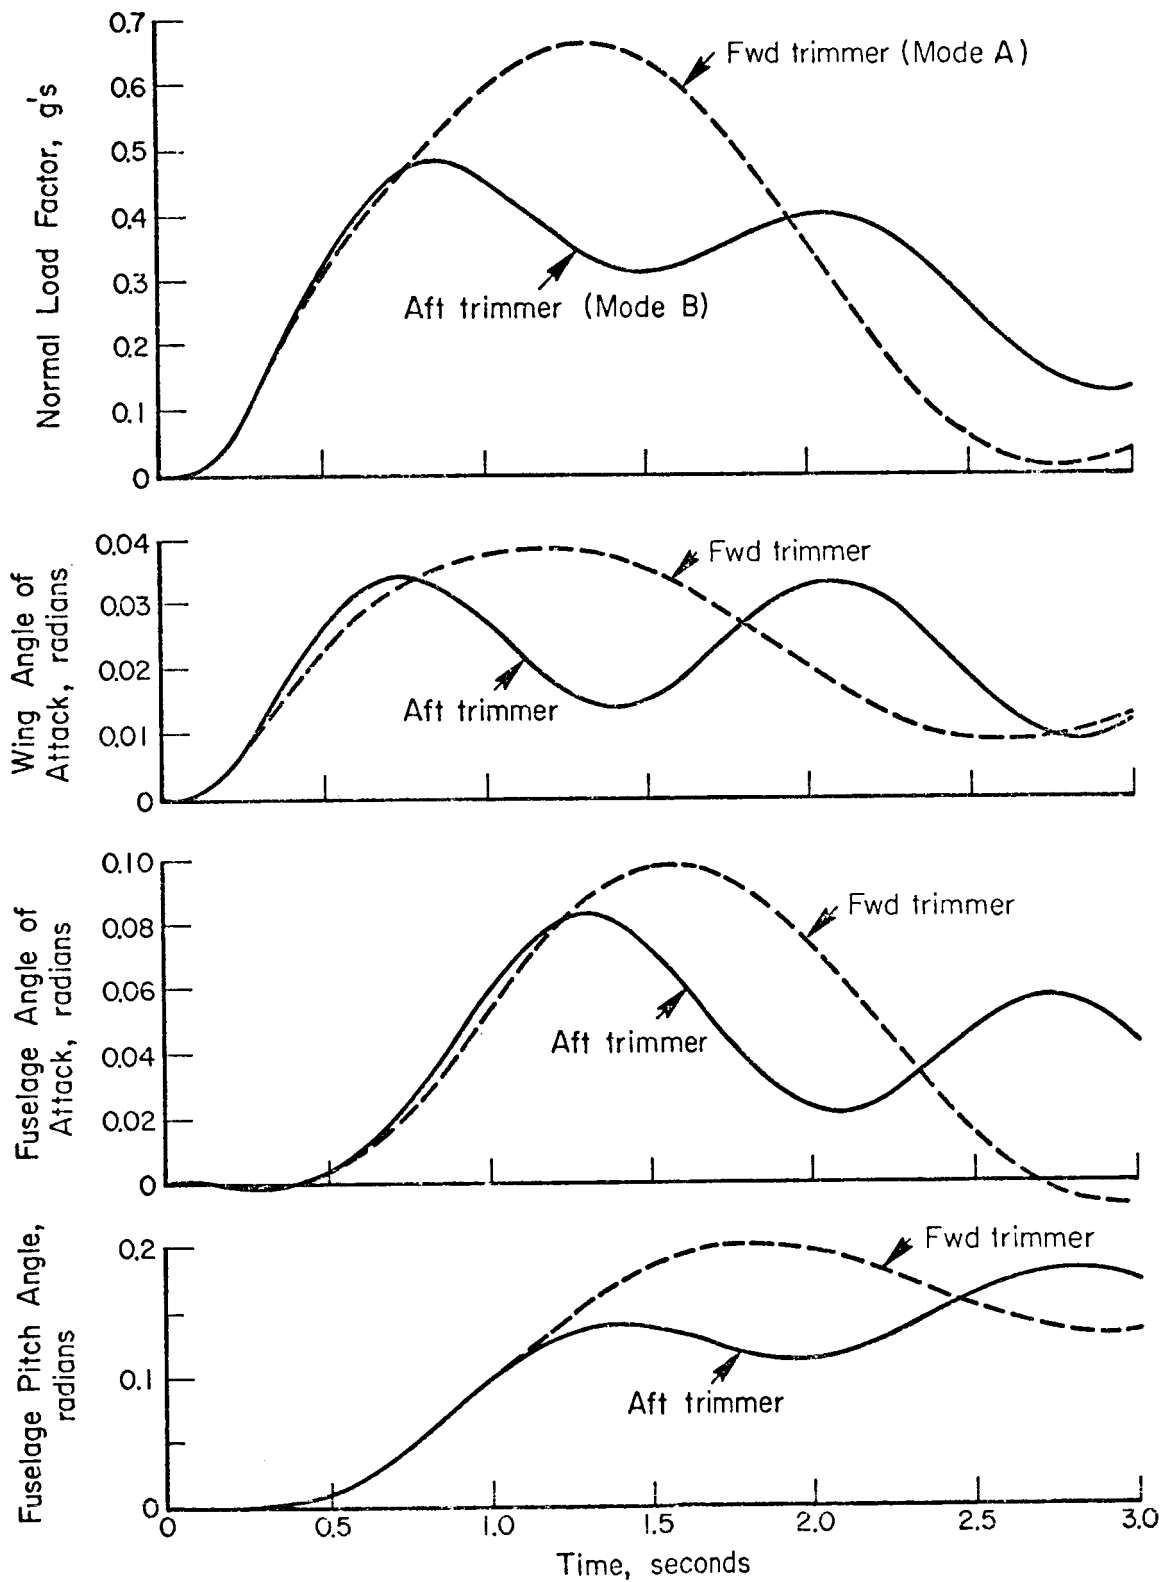 Normal Load Factor, g's
0.7
0.6
0.5
0.4
0.3
0.2
0.1
0
Fwd trimmer (Mode A)
Aft trimmer (Mode B)
Wing Angle of
Attack, radians
0.04
0.03
0.02
0.01
0
Fwd trimmer
Aft trimmer
Fuselage Angle of
Attack, radians
0.10
0.08
0.06
0.04
0.02
0
Fwd trimmer
Aft trimmer
Fuselage Pitch Angle,
radians
0.2
0.1
0
Fwd trimmer
Aft trimmer
0
0.5
1.0
1.5
2.0
2.5
3.0
Time, seconds